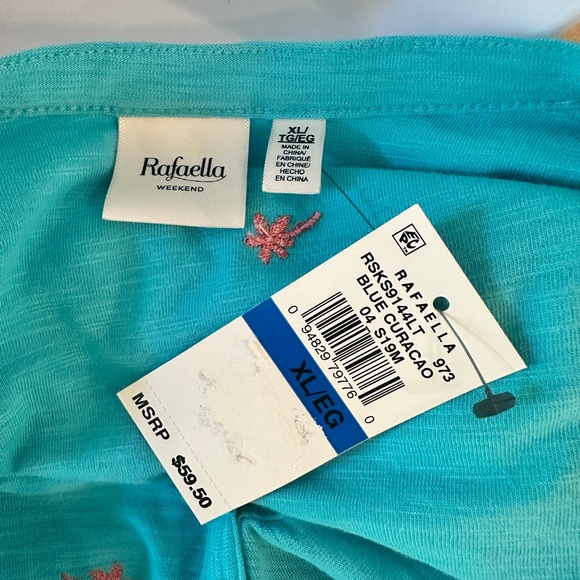 Rafaella
WEEKEND
XL/
TG/EG
MADE IN
CHINA/
FABRIQUÉ
EN CHINE/
HECHO
EN CHINA
RAFAELLA
RSKS9144LT 973
BLUE CURACAO
04 S19M
0 94829 79776 0
XL/EG
MSRP $59.50